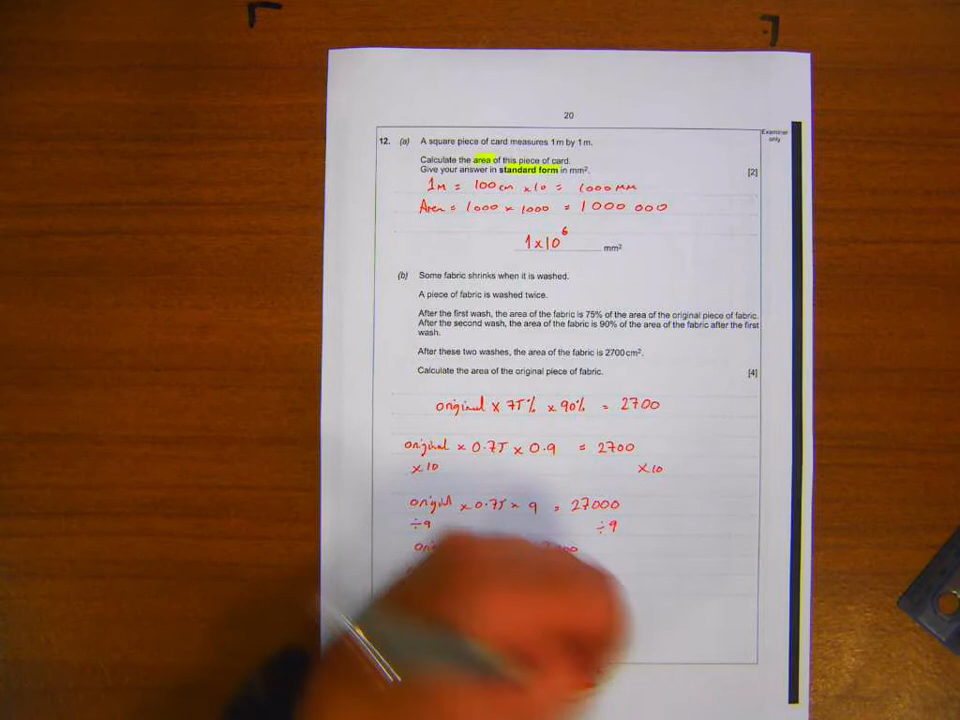 20
Examiner only
12. (a) A square piece of card measures 1 m by 1 m.
Calculate the area of this piece of card.
Give your answer in standard form in mm².
[2]
1m = 100cm x 10 = 1000mm
Area = 1000 x 1000 = 1000 000
1 x 10⁶ mm²
(b) Some fabric shrinks when it is washed.
A piece of fabric is washed twice.
After the first wash, the area of the fabric is 75% of the area of the original piece of fabric.
After the second wash, the area of the fabric is 90% of the area of the fabric after the first
wash.
After these two washes, the area of the fabric is 2700 cm².
Calculate the area of the original piece of fabric.
[4]
original x 75% x 90% = 2700
original x 0.75 x 0.9 = 2700
x10 x10
original x 0.75 x 9 = 27000
÷9 ÷9